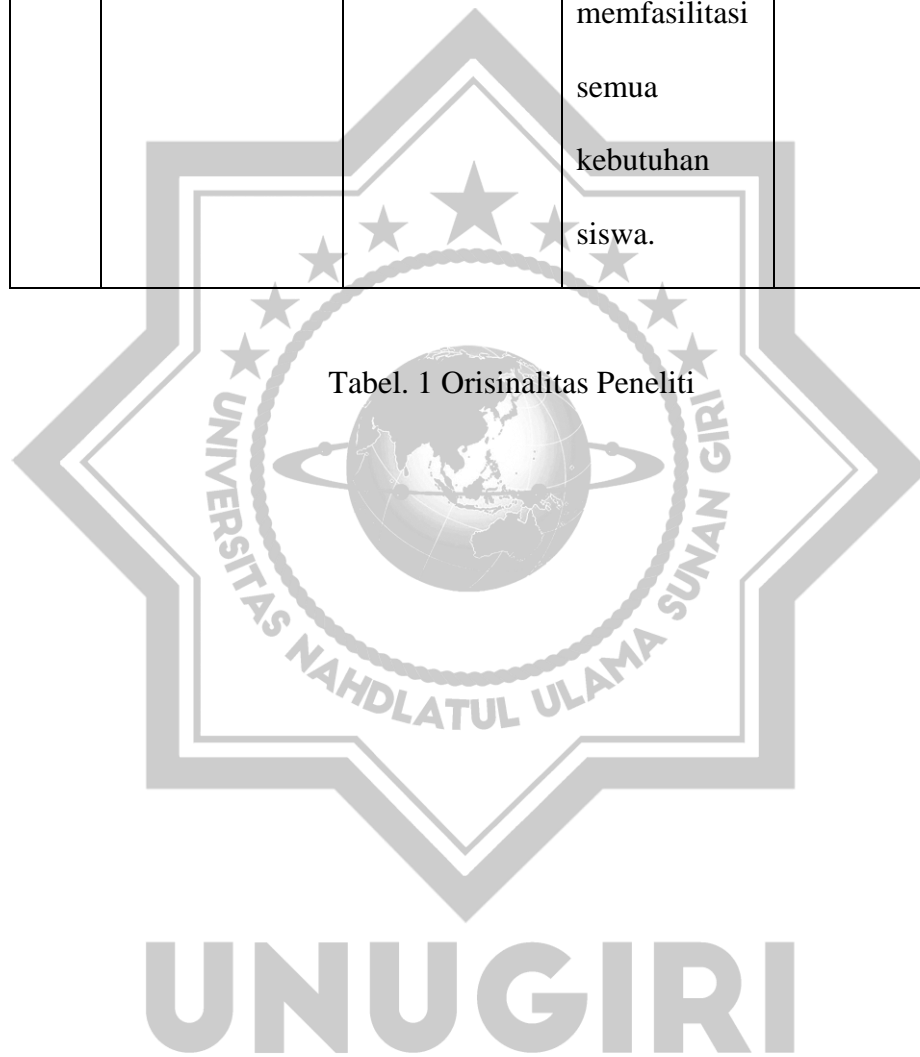 memfasilitasi
semua
kebutuhan
siswa.
Tabel. 1 Orisinalitas Peneliti
UNIVERSITAS NAHDLATUL ULAMA SUNAN GIRI
UNUGIRI